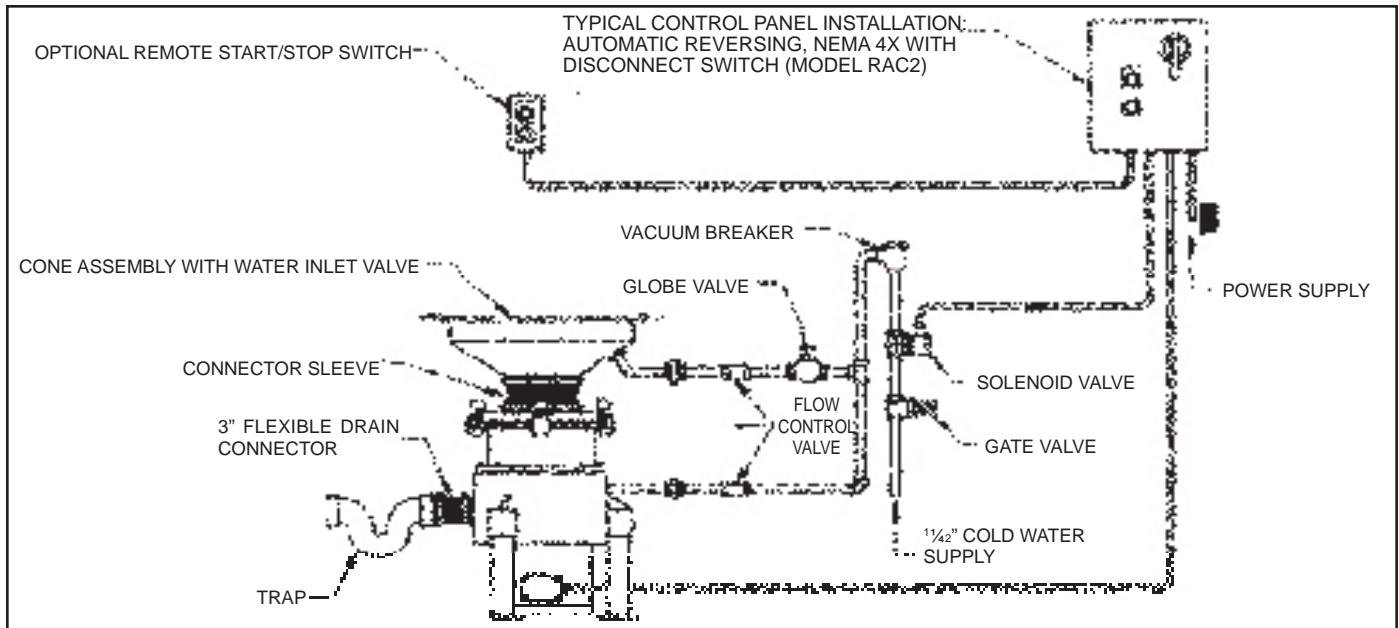 OPTIONAL REMOTE START/STOP SWITCH
TYPICAL CONTROL PANEL INSTALLATION:
AUTOMATIC REVERSING, NEMA 4X WITH
DISCONNECT SWITCH (MODEL RAC2)
VACUUM BREAKER
CONE ASSEMBLY WITH WATER INLET VALVE
GLOBE VALVE
POWER SUPPLY
CONNECTOR SLEEVE
SOLENOID VALVE
FLOW
CONTROL
VALVE
3” FLEXIBLE DRAIN
CONNECTOR
GATE VALVE
COLD WATER
SUPPLY
TRAP